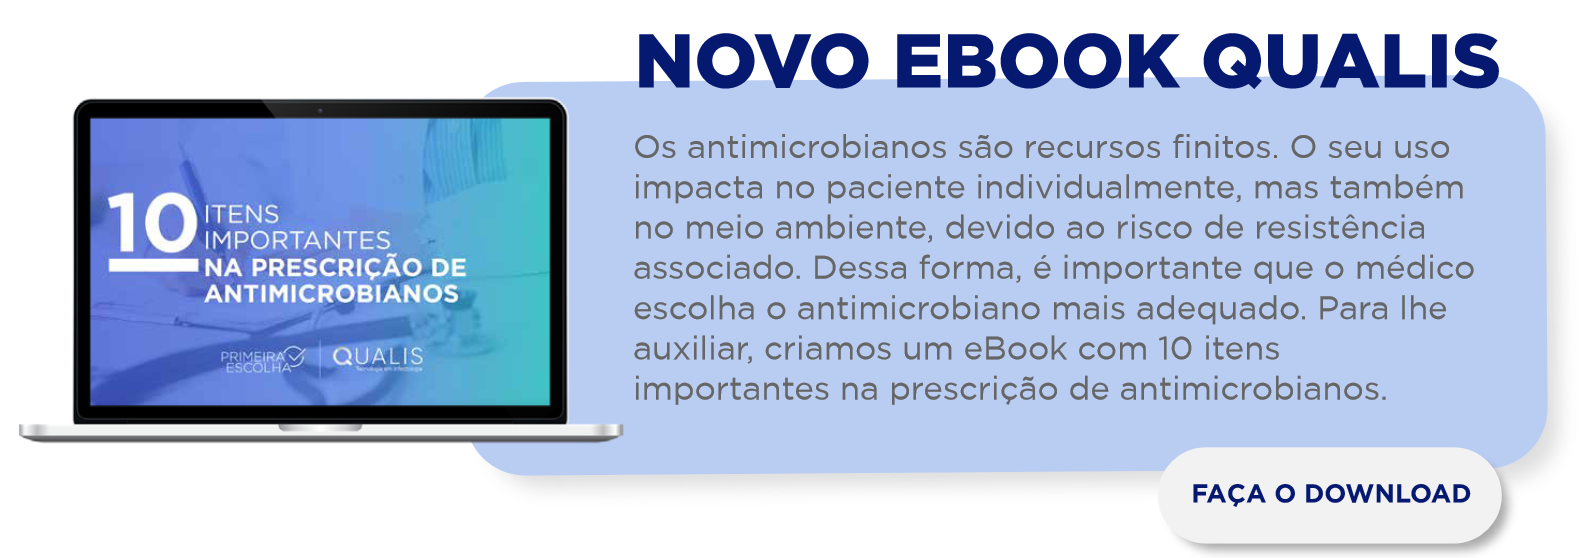 NOVO EBOOK QUALIS
Os antimicrobianos são recursos finitos. O seu uso
impacta no paciente individualmente, mas também
no meio ambiente, devido ao risco de resistência
associado. Dessa forma, é importante que o médico
escolha o antimicrobiano mais adequado. Para lhe
auxiliar, criamos um eBook com 10 itens
importantes na prescrição de antimicrobianos.
FAÇA O DOWNLOAD
10 ITENS
IMPORTANTES
NA PRESCRIÇÃO DE
ANTIMICROBIANOS
PRIMEIRA
ESCOLHA
QUALIS
Tecnologia em infectologia